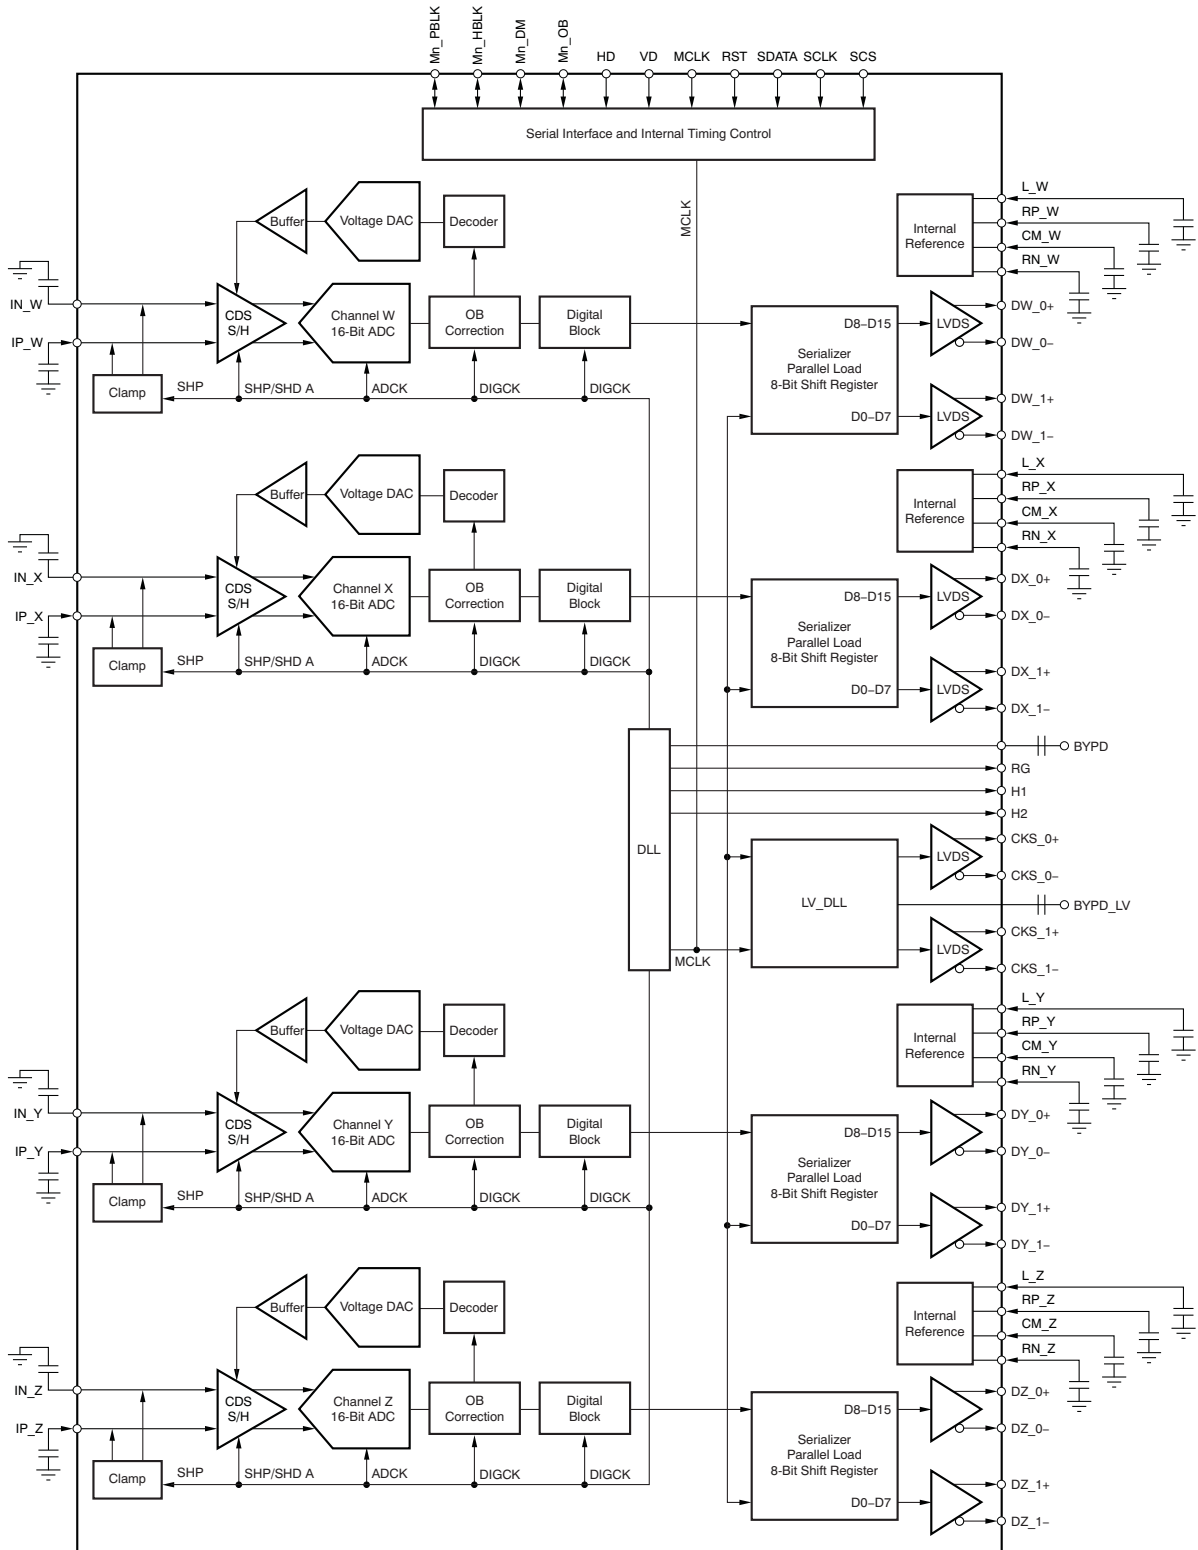 Mn_PBLK
Mn_HBLK
Mn_DM
Mn_OB
HD
VD
MCLK
RST
SDATA
SCLK
SCS
Serial Interface and Internal Timing Control
MCLK
Buffer
Voltage DAC
Decoder
IN_W
IP_W
CDS
S/H
Channel W
16-Bit ADC
OB
Correction
Digital
Block
Clamp
SHP
SHP/SHD A
ADCK
DIGCK
DIGCK
D8–D15
Serializer
Parallel Load
8-Bit Shift Register
D0–D7
Internal
Reference
L_W
RP_W
CM_W
RN_W
LVDS
DW_0+
DW_0–
LVDS
DW_1+
DW_1–
Buffer
Voltage DAC
Decoder
IN_X
IP_X
CDS
S/H
Channel X
16-Bit ADC
OB
Correction
Digital
Block
Clamp
SHP
SHP/SHD A
ADCK
DIGCK
DIGCK
D8–D15
Serializer
Parallel Load
8-Bit Shift Register
D0–D7
Internal
Reference
L_X
RP_X
CM_X
RN_X
LVDS
DX_0+
DX_0–
LVDS
DX_1+
DX_1–
DLL
BYPD
RG
H1
H2
LV_DLL
MCLK
LVDS
CKS_0+
CKS_0–
BYPD_LV
LVDS
CKS_1+
CKS_1–
Buffer
Voltage DAC
Decoder
IN_Y
IP_Y
CDS
S/H
Channel Y
16-Bit ADC
OB
Correction
Digital
Block
Clamp
SHP
SHP/SHD A
ADCK
DIGCK
DIGCK
D8–D15
Serializer
Parallel Load
8-Bit Shift Register
D0–D7
Internal
Reference
L_Y
RP_Y
CM_Y
RN_Y
DY_0+
DY_0–
DY_1+
DY_1–
Buffer
Voltage DAC
Decoder
IN_Z
IP_Z
CDS
S/H
Channel Z
16-Bit ADC
OB
Correction
Digital
Block
Clamp
SHP
SHP/SHD A
ADCK
DIGCK
DIGCK
D8–D15
Serializer
Parallel Load
8-Bit Shift Register
D0–D7
Internal
Reference
L_Z
RP_Z
CM_Z
RN_Z
DZ_0+
DZ_0–
DZ_1+
DZ_1–